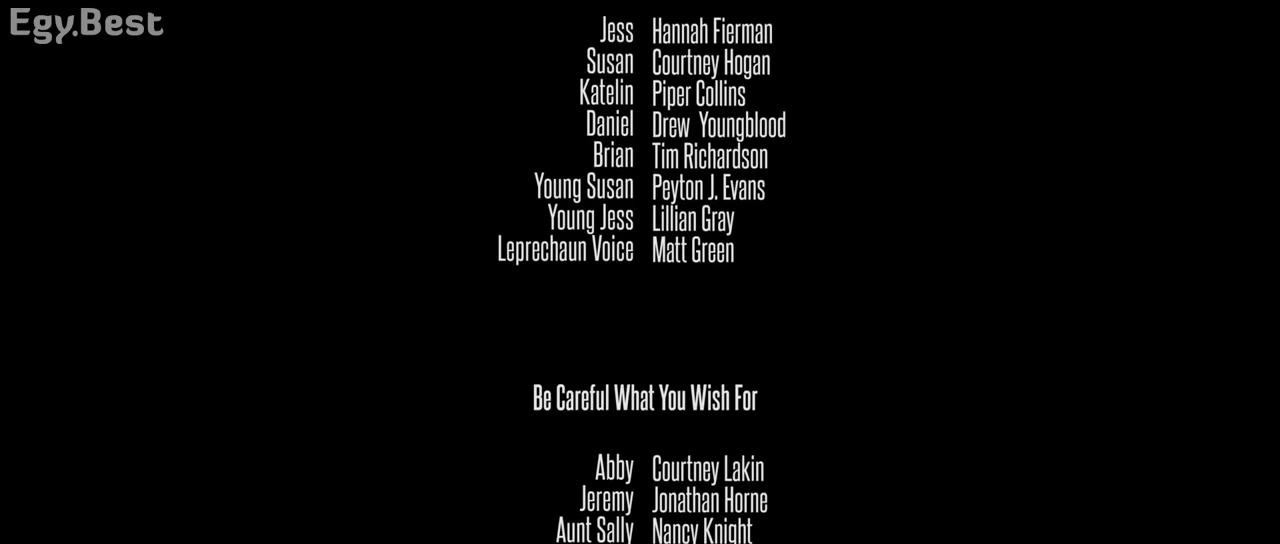 Egy.Best
Jess Hannah Fierman
Susan Courtney Hogan
Katelin Piper Collins
Daniel Drew Youngblood
Brian Tim Richardson
Young Susan Peyton J. Evans
Young Jess Lillian Gray
Leprechaun Voice Matt Green
Be Careful What You Wish For
Abby Courtney Lakin
Jeremy Jonathan Horne
Aunt Sally Nancy Knight